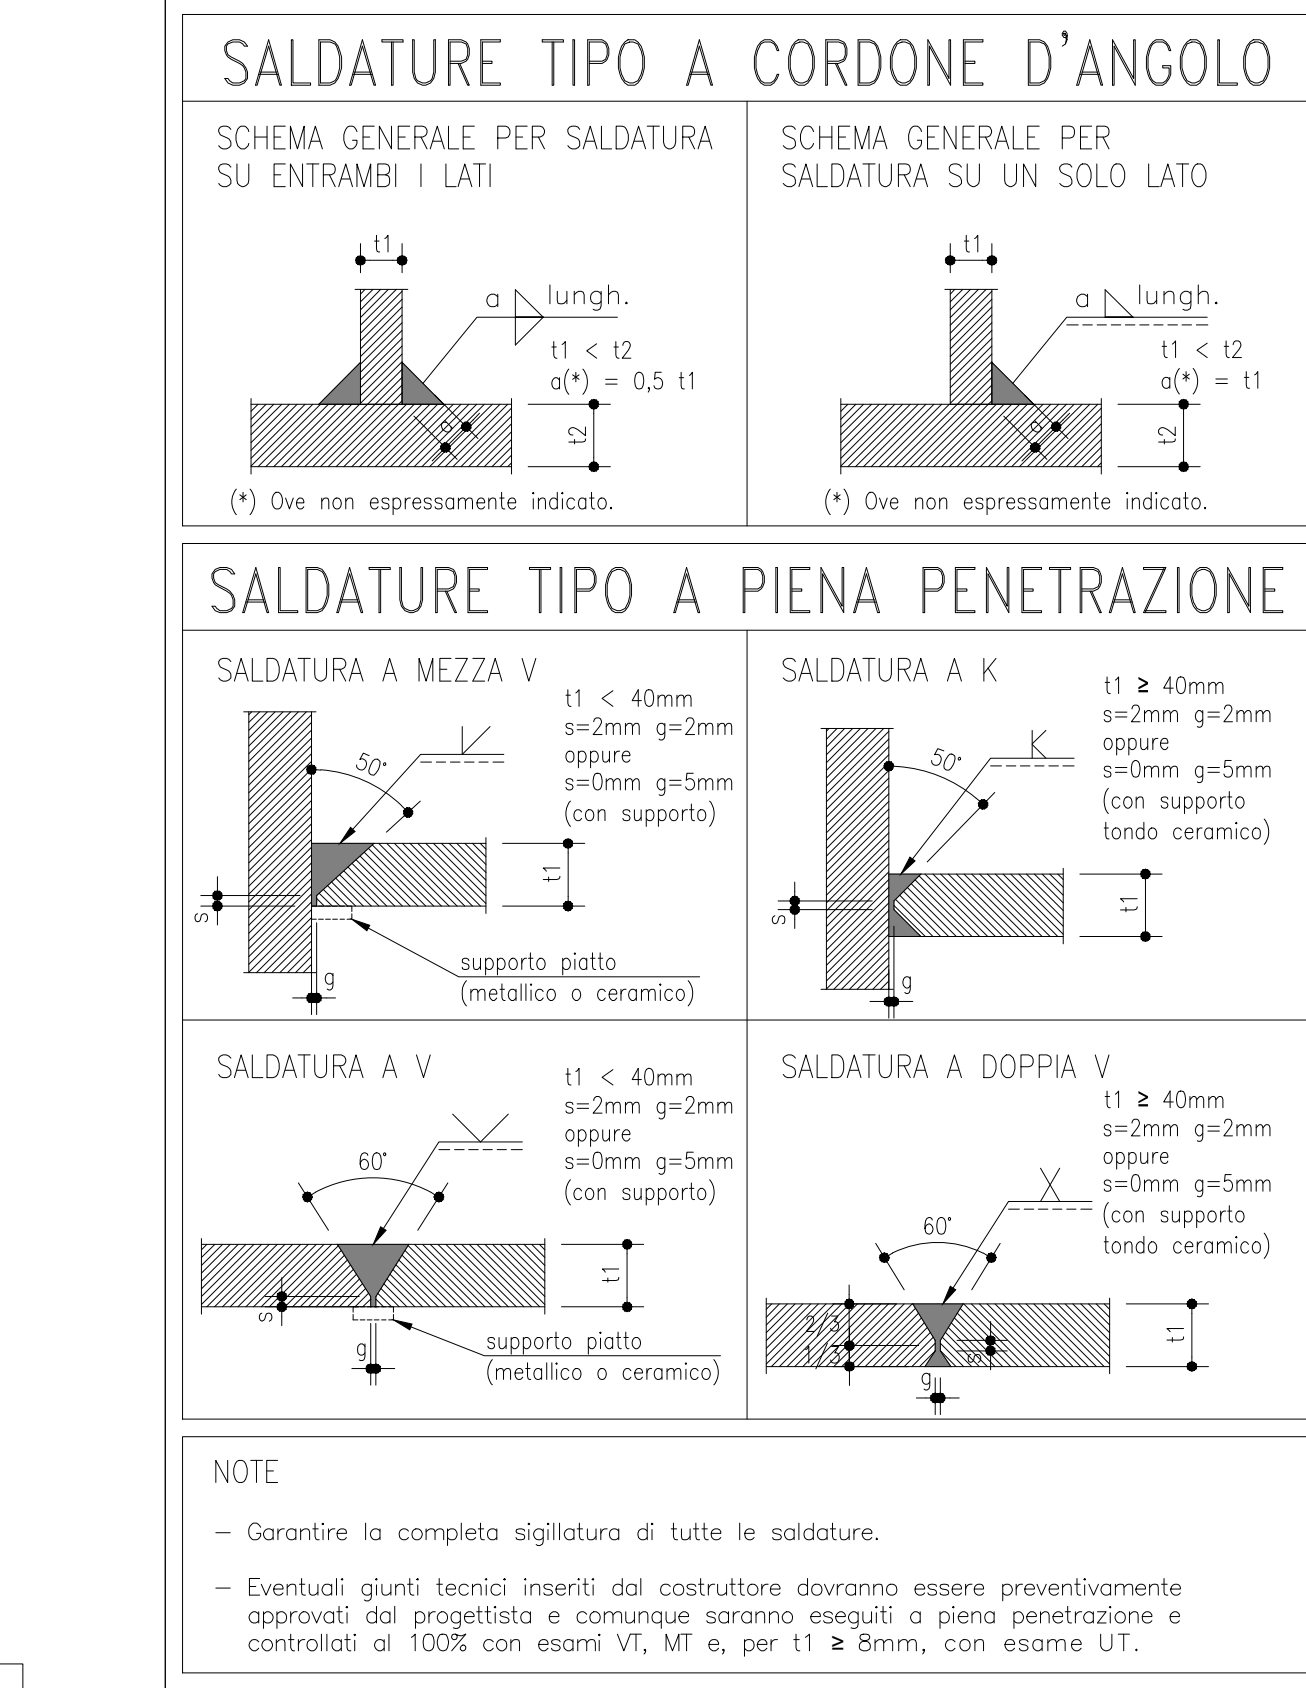 SALDATURE TIPO A CORDONE D'ANGOLO
SCHEMA GENERALE PER SALDATURA
SU ENTRAMBI I LATI
t1
a lungh.
t1 < t2
a(*) = 0,5 t1
a
t2
(*) Ove non espressamente indicato.
SCHEMA GENERALE PER
SALDATURA SU UN SOLO LATO
t1
a lungh.
t1 < t2
a(*) = t1
a
t2
(*) Ove non espressamente indicato.
SALDATURE TIPO A PIENA PENETRAZIONE
SALDATURA A MEZZA V
t1 < 40mm
s=2mm g=2mm
oppure
s=0mm g=5mm
(con supporto)
50°
t1
s
supporto piatto
(metallico o ceramico)
g
SALDATURA A K
t1 ≥ 40mm
s=2mm g=2mm
oppure
s=0mm g=5mm
(con supporto
tondo ceramico)
50°
t1
s
g
SALDATURA A V
t1 < 40mm
s=2mm g=2mm
oppure
s=0mm g=5mm
(con supporto)
60°
t1
s
supporto piatto
(metallico o ceramico)
g
SALDATURA A DOPPIA V
t1 ≥ 40mm
s=2mm g=2mm
oppure
s=0mm g=5mm
(con supporto
tondo ceramico)
60°
2/3
1/3
s
t1
g
NOTE
– Garantire la completa sigillatura di tutte le saldature.
– Eventuali giunti tecnici inseriti dal costruttore dovranno essere preventivamente
approvati dal progettista e comunque saranno eseguiti a piena penetrazione e
controllati al 100% con esami VT, MT e, per t1 ≥ 8mm, con esame UT.